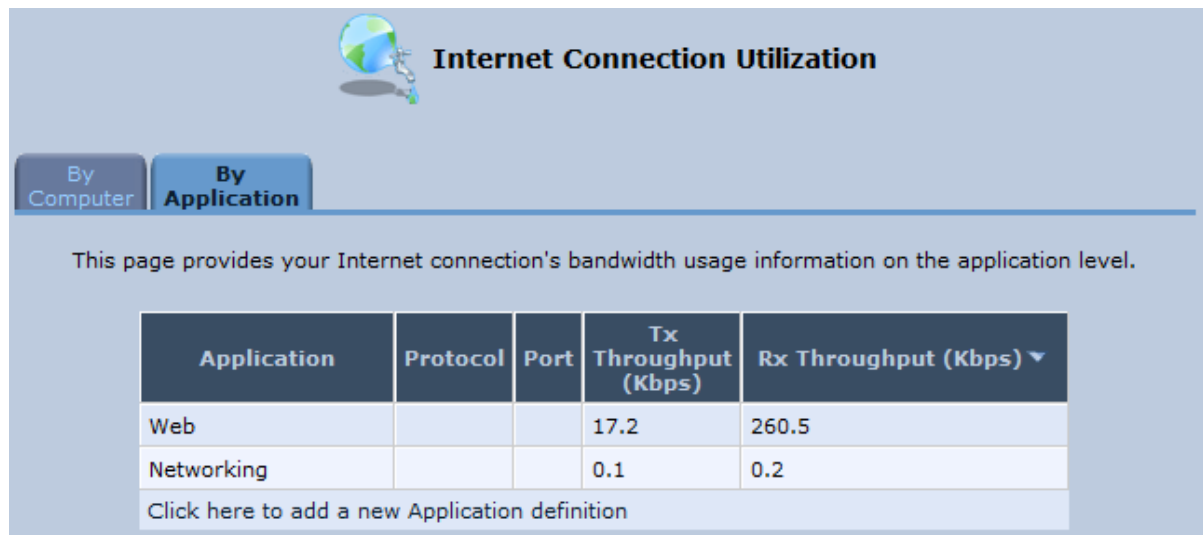 Internet Connection Utilization
By
Computer
By
Application
This page provides your Internet connection's bandwidth usage information on the application level.
Application Protocol Port Tx Throughput (Kbps) Rx Throughput (Kbps)
Web 17.2 260.5
Networking 0.1 0.2
Click here to add a new Application definition